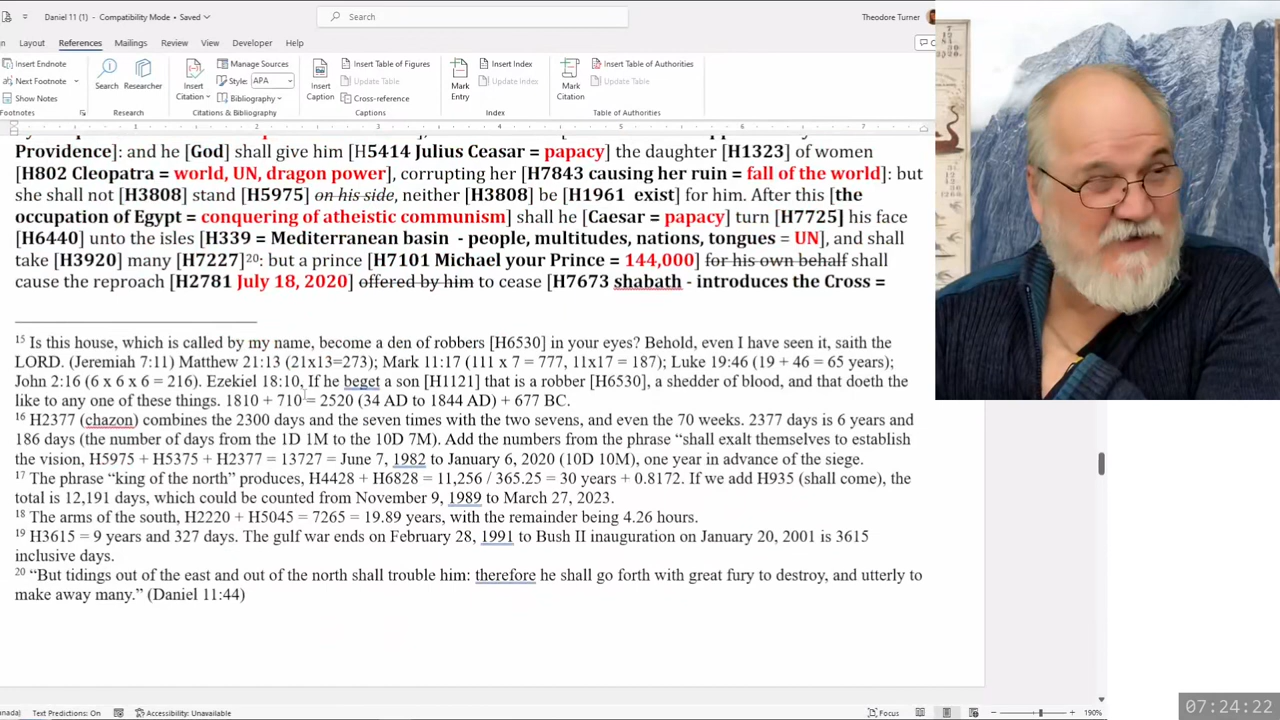 Daniel 11 (1) - Compatibility Mode • Saved
Search
Theodore Turner
Layout References Mailings Review View Developer Help
Insert Endnote
Next Footnote
Show Notes
Footnotes
Search
Researcher
Research
Insert Citation
Manage Sources
Style: APA
Bibliography
Citations & Bibliography
Insert Caption
Insert Table of Figures
Update Table
Cross-reference
Captions
Mark Entry
Insert Index
Update Index
Index
Mark Citation
Insert Table of Authorities
Update Table
Table of Authorities
1 2 3 4 5 6 7
Providence]: and he [God] shall give him [H5414 Julius Ceasar = papacy] the daughter [H1323] of women
[H802 Cleopatra = world, UN, dragon power], corrupting her [H7843 causing her ruin = fall of the world]: but
she shall not [H3808] stand [H5975] on his side, neither [H3808] be [H1961 exist] for him. After this [the
occupation of Egypt = conquering of atheistic communism] shall he [Caesar = papacy] turn [H7725] his face
[H6440] unto the isles [H339 = Mediterranean basin - people, multitudes, nations, tongues = UN], and shall
take [H3920] many [H7227]20: but a prince [H7101 Michael your Prince = 144,000] for his own behalf shall
cause the reproach [H2781 July 18, 2020] offered by him to cease [H7673 shabath - introduces the Cross =
15 Is this house, which is called by my name, become a den of robbers [H6530] in your eyes? Behold, even I have seen it, saith the
LORD. (Jeremiah 7:11) Matthew 21:13 (21x13=273); Mark 11:17 (111 x 7 = 777, 11x17 = 187); Luke 19:46 (19 + 46 = 65 years);
John 2:16 (6 x 6 x 6 = 216). Ezekiel 18:10, If he beget a son [H1121] that is a robber [H6530], a shedder of blood, and that doeth the
like to any one of these things. 1810 + 710 = 2520 (34 AD to 1844 AD) + 677 BC.
16 H2377 (chazon) combines the 2300 days and the seven times with the two sevens, and even the 70 weeks. 2377 days is 6 years and
186 days (the number of days from the 1D 1M to the 10D 7M). Add the numbers from the phrase “shall exalt themselves to establish
the vision, H5975 + H5375 + H2377 = 13727 = June 7, 1982 to January 6, 2020 (10D 10M), one year in advance of the siege.
17 The phrase “king of the north” produces, H4428 + H6828 = 11,256 / 365.25 = 30 years + 0.8172. If we add H935 (shall come), the
total is 12,191 days, which could be counted from November 9, 1989 to March 27, 2023.
18 The arms of the south, H2220 + H5045 = 7265 = 19.89 years, with the remainder being 4.26 hours.
19 H3615 = 9 years and 327 days. The gulf war ends on February 28, 1991 to Bush II inauguration on January 20, 2001 is 3615
inclusive days.
20 “But tidings out of the east and out of the north shall trouble him: therefore he shall go forth with great fury to destroy, and utterly to
make away many.” (Daniel 11:44)
Text Predictions: On
Accessibility: Unavailable
Focus
190%
07:24:22